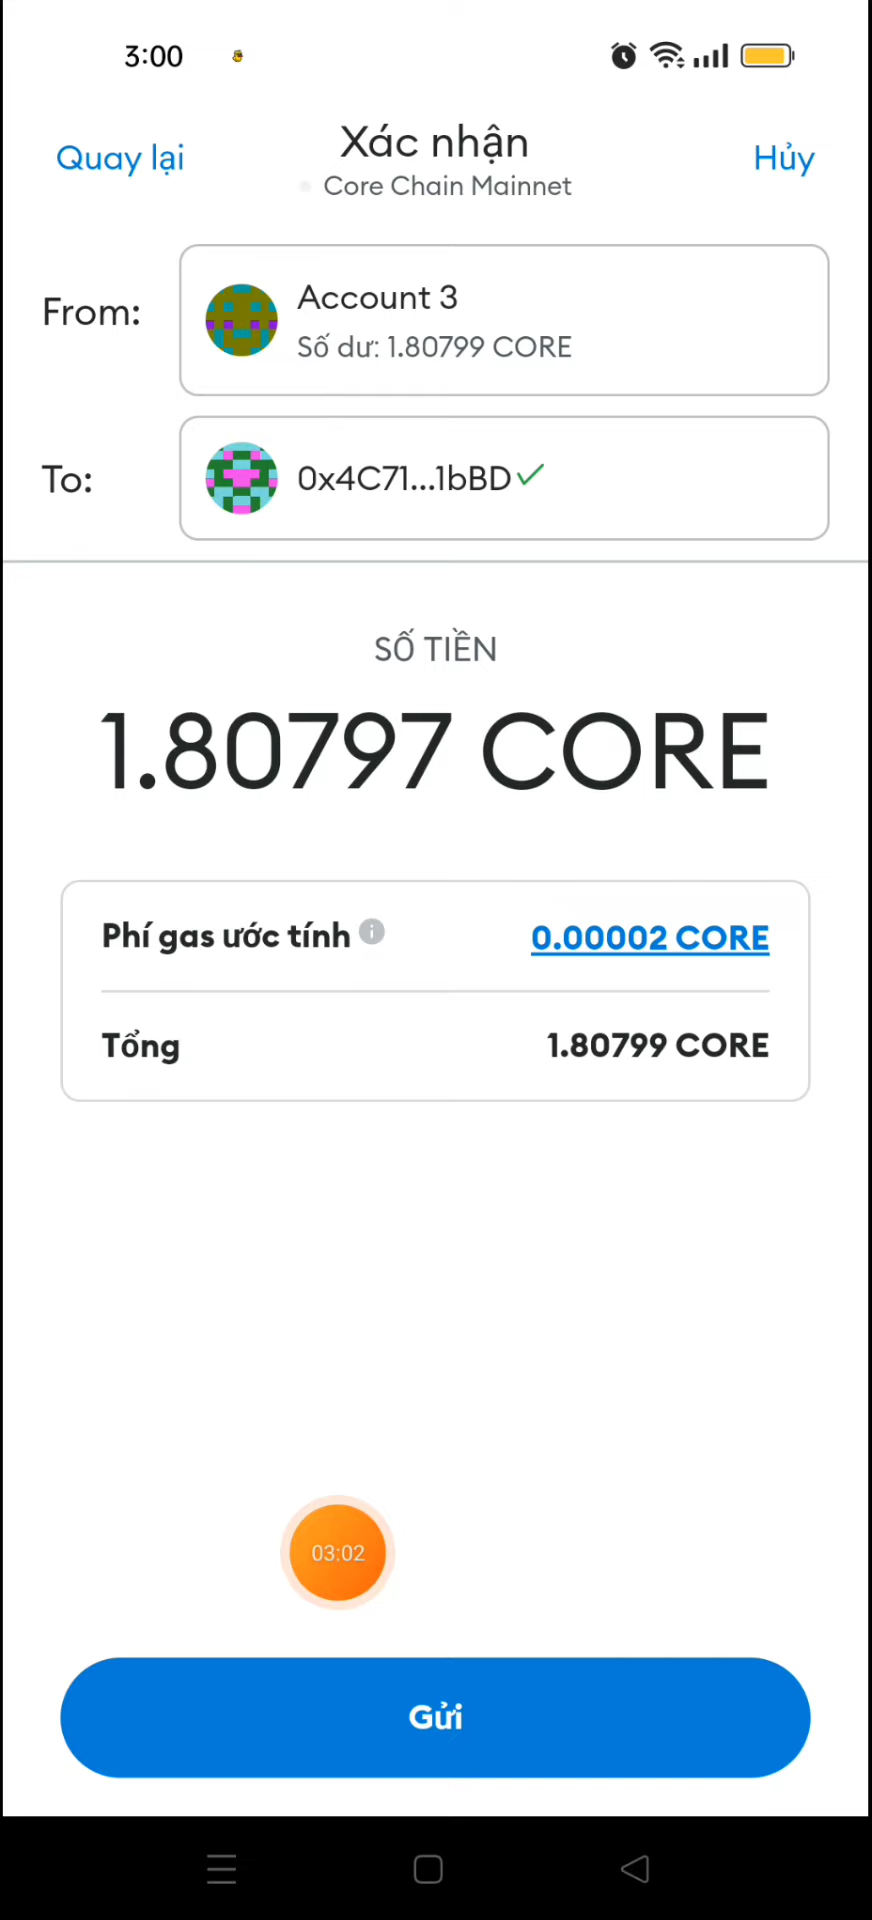 3:00
Quay lại
Xác nhận
Hủy
Core Chain Mainnet
From:
Account 3
Số dư: 1.80799 CORE
To:
0x4C71...1bBD
SỐ TIỀN
1.80797 CORE
Phí gas ước tính
0.00002 CORE
Tổng
1.80799 CORE
03:02
Gửi